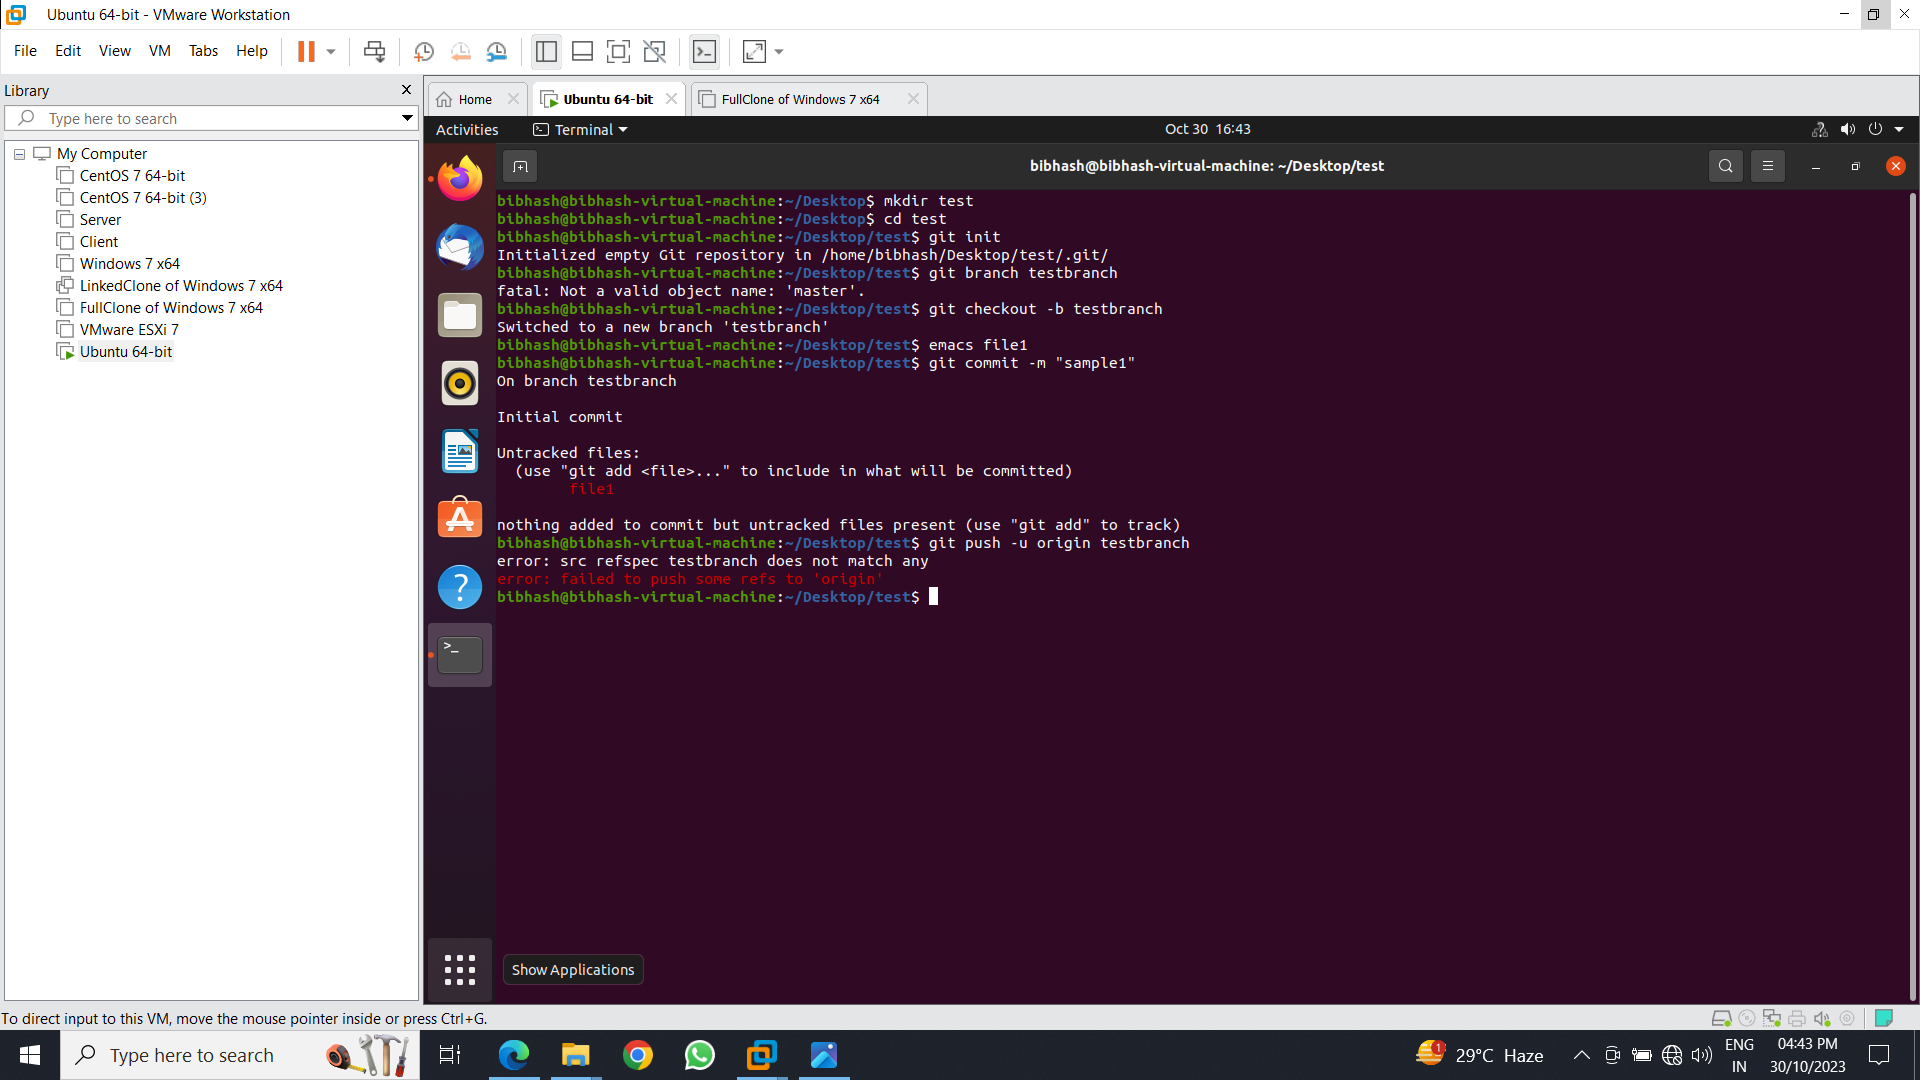 Ubuntu 64-bit - VMware Workstation
File Edit View VM Tabs Help
Library
Type here to search
My Computer
CentOS 7 64-bit
CentOS 7 64-bit (3)
Server
Client
Windows 7 x64
LinkedClone of Windows 7 x64
FullClone of Windows 7 x64
VMware ESXi 7
Ubuntu 64-bit
Home Ubuntu 64-bit FullClone of Windows 7 x64
Activities Terminal Oct 30 16:43
bibhash@bibhash-virtual-machine: ~/Desktop/test
bibhash@bibhash-virtual-machine:~/Desktop$ mkdir test
bibhash@bibhash-virtual-machine:~/Desktop$ cd test
bibhash@bibhash-virtual-machine:~/Desktop/test$ git init
Initialized empty Git repository in /home/bibhash/Desktop/test/.git/
bibhash@bibhash-virtual-machine:~/Desktop/test$ git branch testbranch
fatal: Not a valid object name: 'master'.
bibhash@bibhash-virtual-machine:~/Desktop/test$ git checkout -b testbranch
Switched to a new branch 'testbranch'
bibhash@bibhash-virtual-machine:~/Desktop/test$ emacs file1
bibhash@bibhash-virtual-machine:~/Desktop/test$ git commit -m "sample1"
On branch testbranch
Initial commit
Untracked files:
(use "git add <file>..." to include in what will be committed)
file1
nothing added to commit but untracked files present (use "git add" to track)
bibhash@bibhash-virtual-machine:~/Desktop/test$ git push -u origin testbranch
error: src refspec testbranch does not match any
error: failed to push some refs to 'origin'
bibhash@bibhash-virtual-machine:~/Desktop/test$
Show Applications
To direct input to this VM, move the mouse pointer inside or press Ctrl+G.
Type here to search
1
29°C Haze
ENG
IN
04:43 PM
30/10/2023